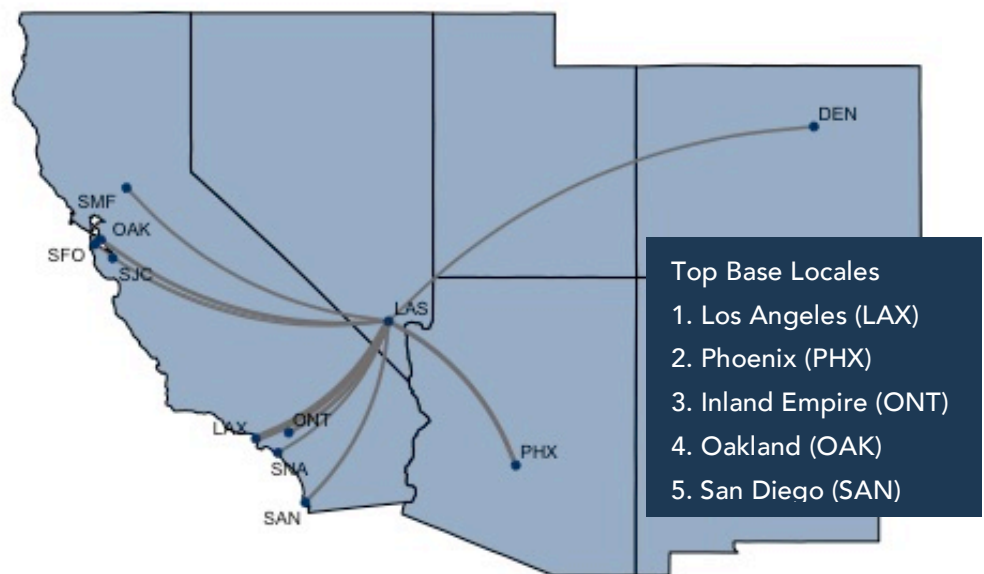 DEN
SMF
OAK
SFO
SJC
LAS
LAX
ONT
SNA
PHX
SAN
Top Base Locales
1. Los Angeles (LAX)
2. Phoenix (PHX)
3. Inland Empire (ONT)
4. Oakland (OAK)
5. San Diego (SAN)